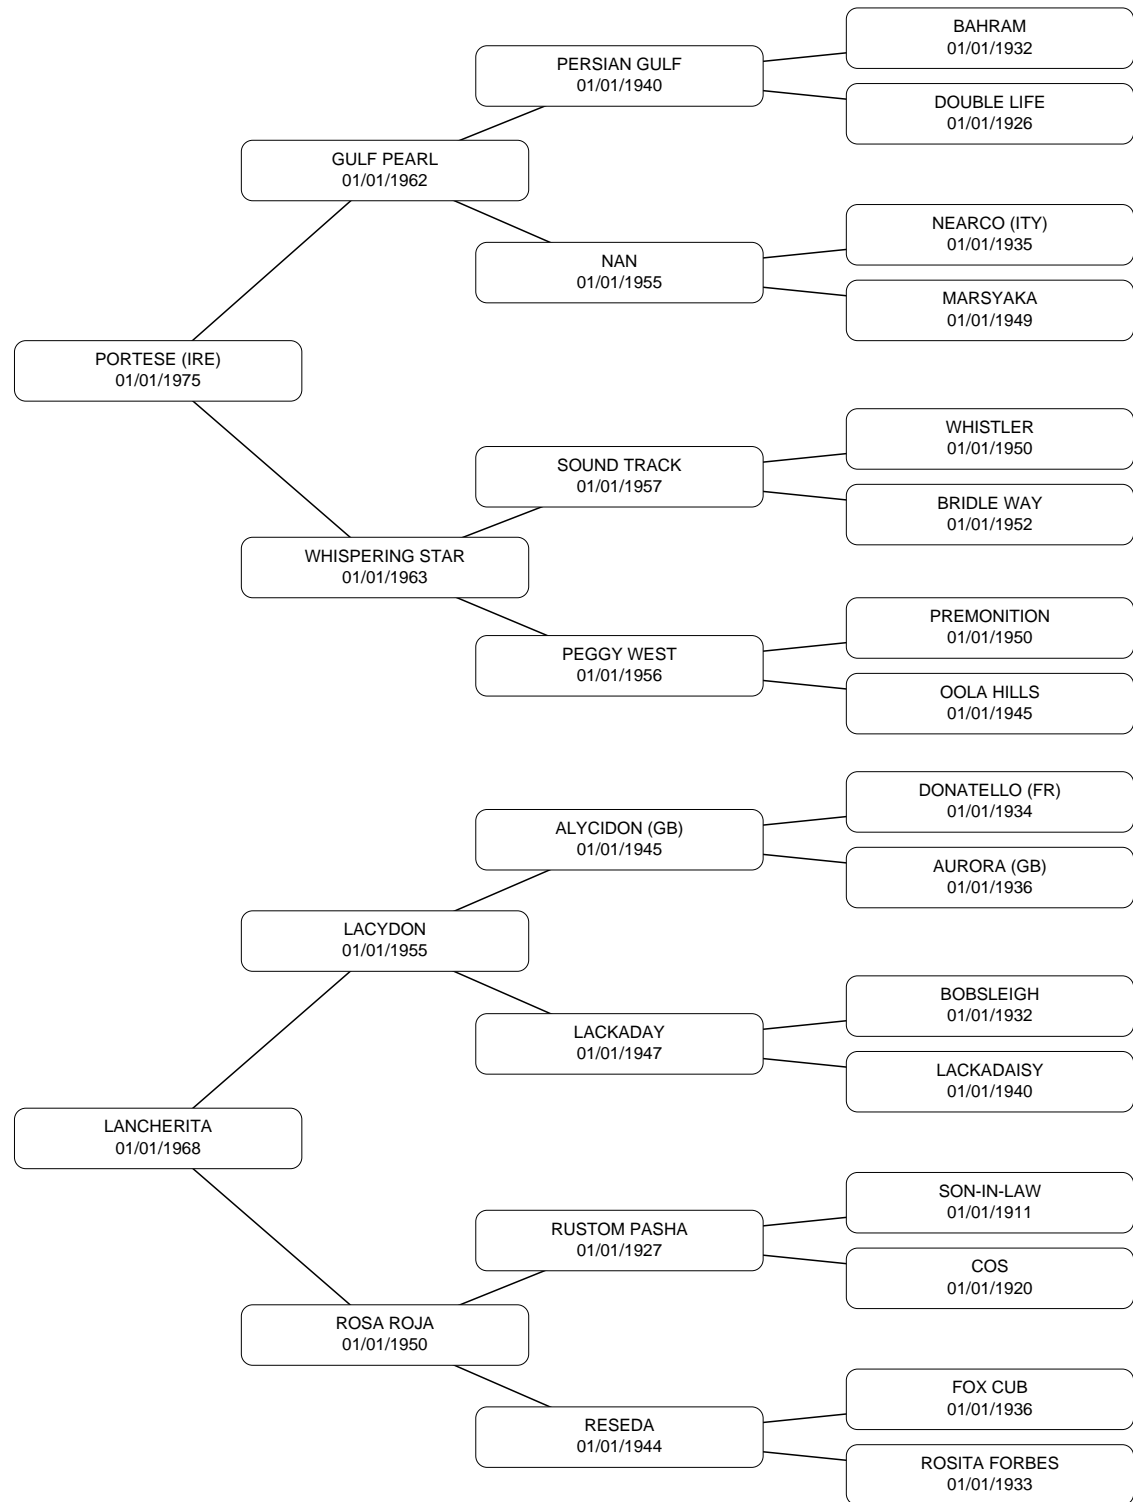 BAHRAM
01/01/1932
PERSIAN GULF
01/01/1940
DOUBLE LIFE
01/01/1926
GULF PEARL
01/01/1962
NEARCO (ITY)
01/01/1935
NAN
01/01/1955
MARSYAKA
01/01/1949
PORTESE (IRE)
01/01/1975
WHISTLER
01/01/1950
SOUND TRACK
01/01/1957
BRIDLE WAY
01/01/1952
WHISPERING STAR
01/01/1963
PREMONITION
01/01/1950
PEGGY WEST
01/01/1956
OOLA HILLS
01/01/1945
DONATELLO (FR)
01/01/1934
ALYCIDON (GB)
01/01/1945
AURORA (GB)
01/01/1936
LACYDON
01/01/1955
BOBSLEIGH
01/01/1932
LACKADAY
01/01/1947
LACKADAISY
01/01/1940
LANCHERITA
01/01/1968
SON-IN-LAW
01/01/1911
RUSTOM PASHA
01/01/1927
COS
01/01/1920
ROSA ROJA
01/01/1950
FOX CUB
01/01/1936
RESEDA
01/01/1944
ROSITA FORBES
01/01/1933